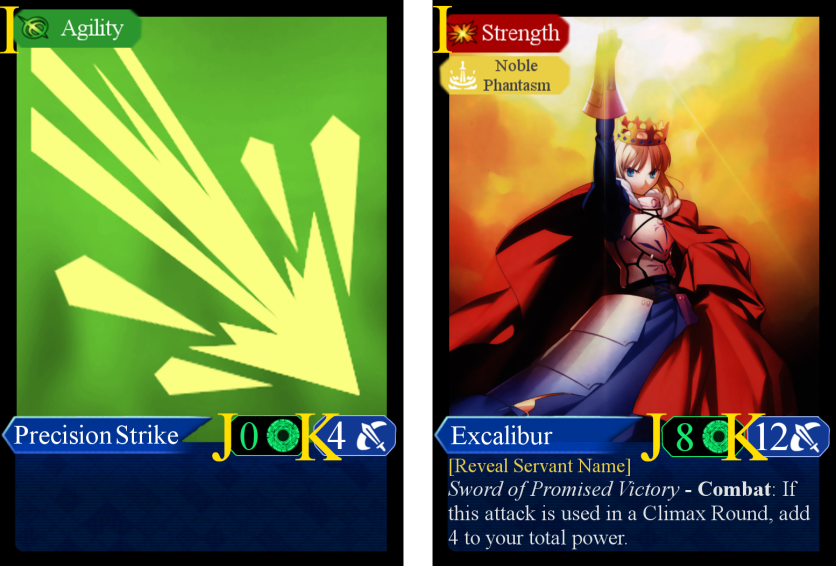 I
Agility
Precision Strike
J
0
K
4
I
Strength
Noble
Phantasm
Excalibur
J
8
K
12
[Reveal Servant Name]
Sword of Promised Victory - Combat: If
this attack is used in a Climax Round, add
4 to your total power.